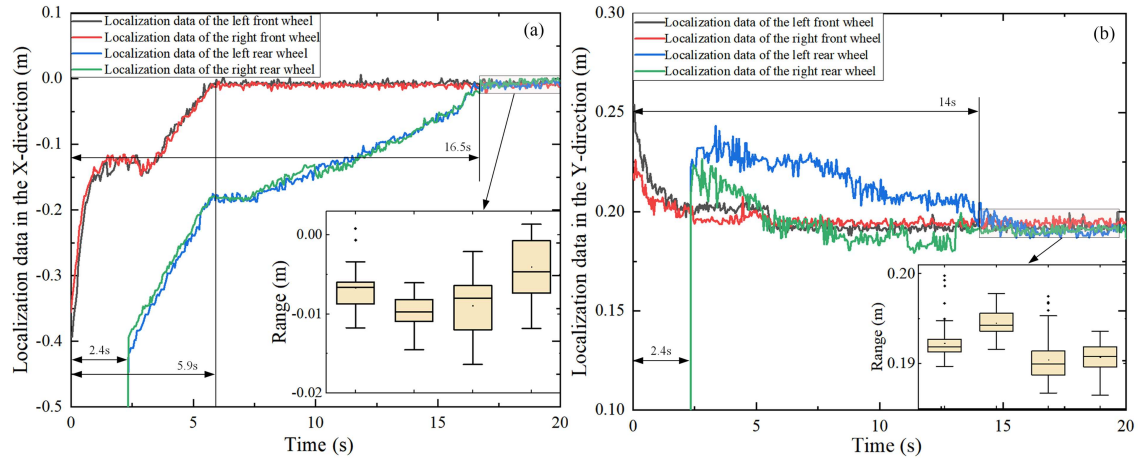 Localization data in the X-direction (m)
0.1
0.0
-0.1
-0.2
-0.3
-0.4
-0.5
Localization data of the left front wheel
Localization data of the right front wheel
Localization data of the left rear wheel
Localization data of the right rear wheel
(a)
16.5s
2.4s
5.9s
Range (m)
0.00
-0.01
-0.02
0
5
10
15
20
Time (s)
Localization data in the Y-direction (m)
0.30
0.25
0.20
0.15
0.10
Localization data of the left front wheel
Localization data of the right front wheel
Localization data of the left rear wheel
Localization data of the right rear wheel
(b)
14s
2.4s
Range (m)
0.20
0.19
0
5
10
15
20
Time (s)